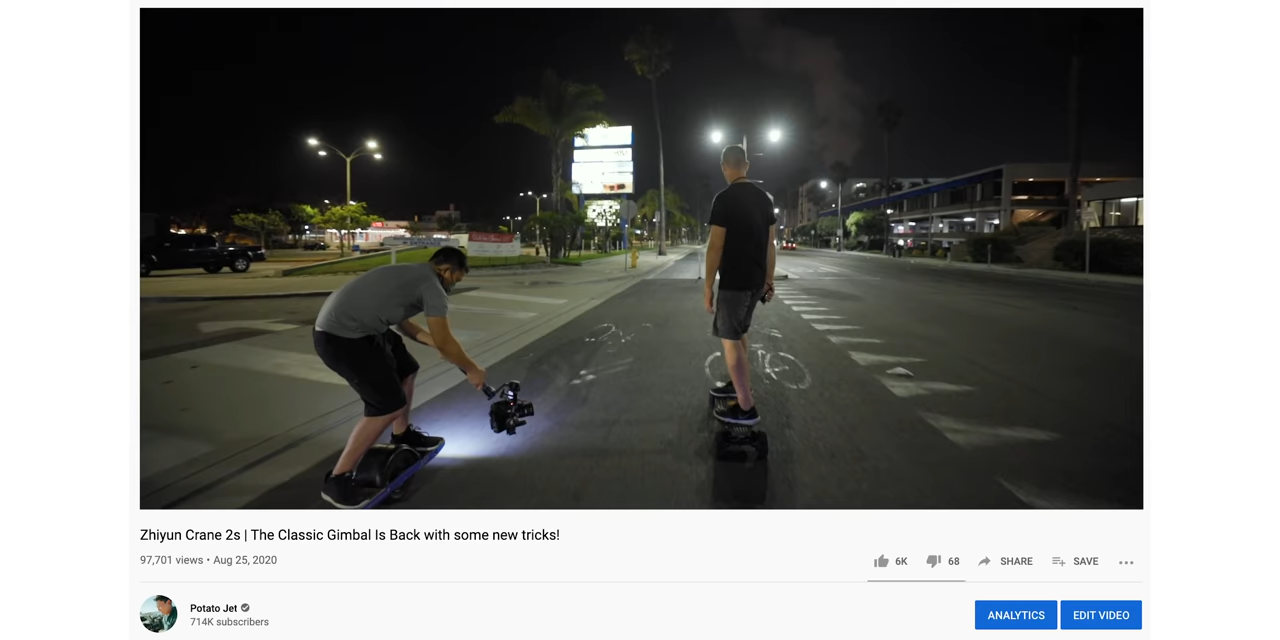 Zhiyun Crane 2s | The Classic Gimbal Is Back with some new tricks!
97,701 views • Aug 25, 2020
6K
68
SHARE
SAVE
Potato Jet
714K subscribers
ANALYTICS
EDIT VIDEO